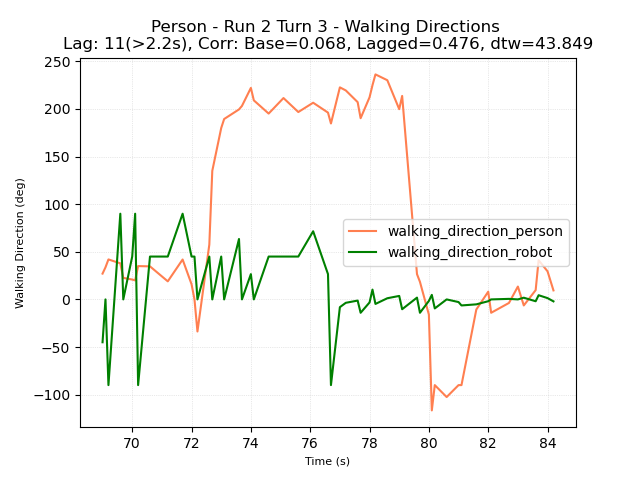 Person - Run 2 Turn 3 - Walking Directions
Lag: 11(>2.2s), Corr: Base=0.068, Lagged=0.476, dtw=43.849
250
200
150
100
50
0
−50
−100
Walking Direction (deg)
walking_direction_person
walking_direction_robot
70 72 74 76 78 80 82 84
Time (s)